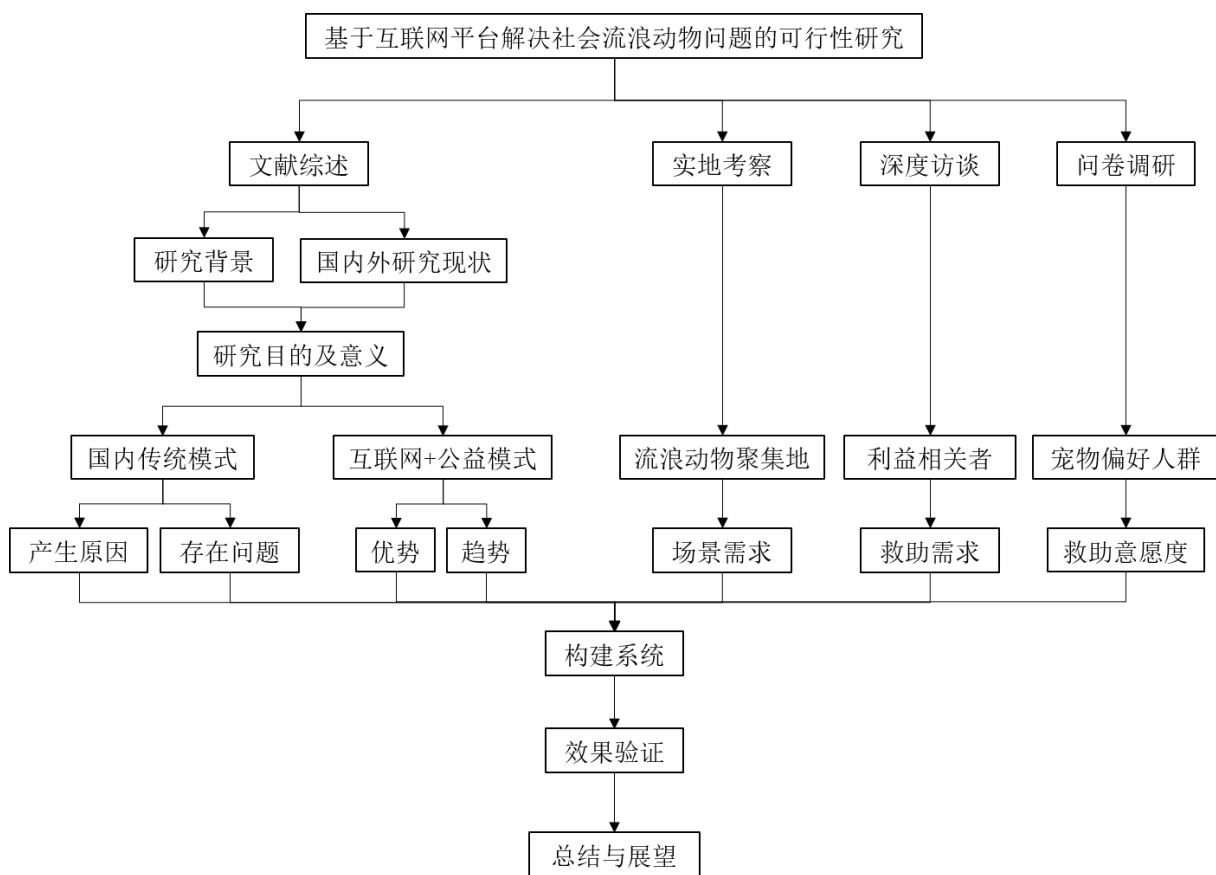 基于互联网平台解决社会流浪动物问题的可行性研究
文献综述
实地考察
深度访谈
问卷调研
研究背景
国内外研究现状
研究目的及意义
国内传统模式
互联网+公益模式
流浪动物聚集地
利益相关者
宠物偏好人群
产生原因
存在问题
优势
趋势
场景需求
救助需求
救助意愿度
构建系统
效果验证
总结与展望